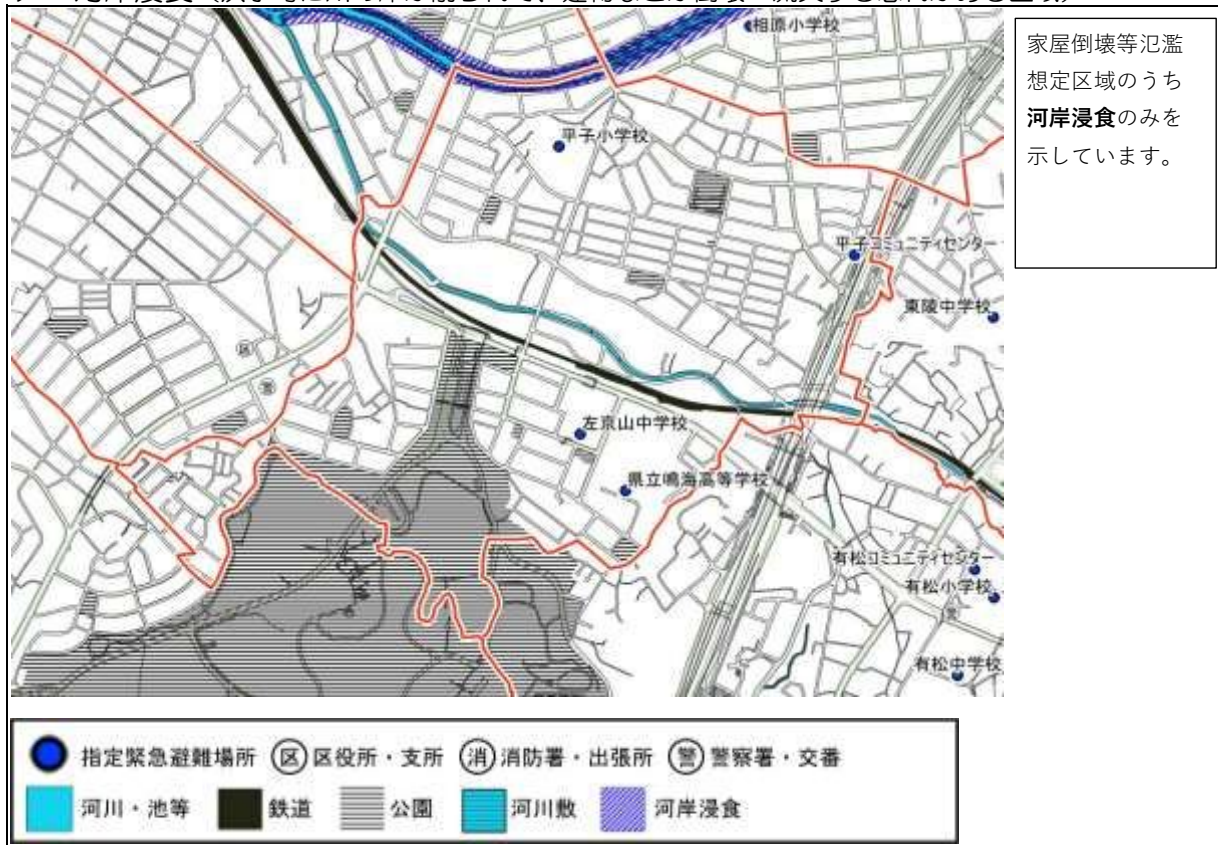 家屋倒壊等氾濫
想定区域のうち
河岸浸食のみを
示しています。
相原小学校
平子小学校
平子コミュニティセンター
東陵中学校
区
左京山中学校
県立鳴海高等学校
有松コミュニティセンター
有松小学校
有松中学校
指定緊急避難場所 区 区役所・支所 消 消防署・出張所 警 警察署・交番
河川・池等 鉄道 公園 河川敷 河岸浸食